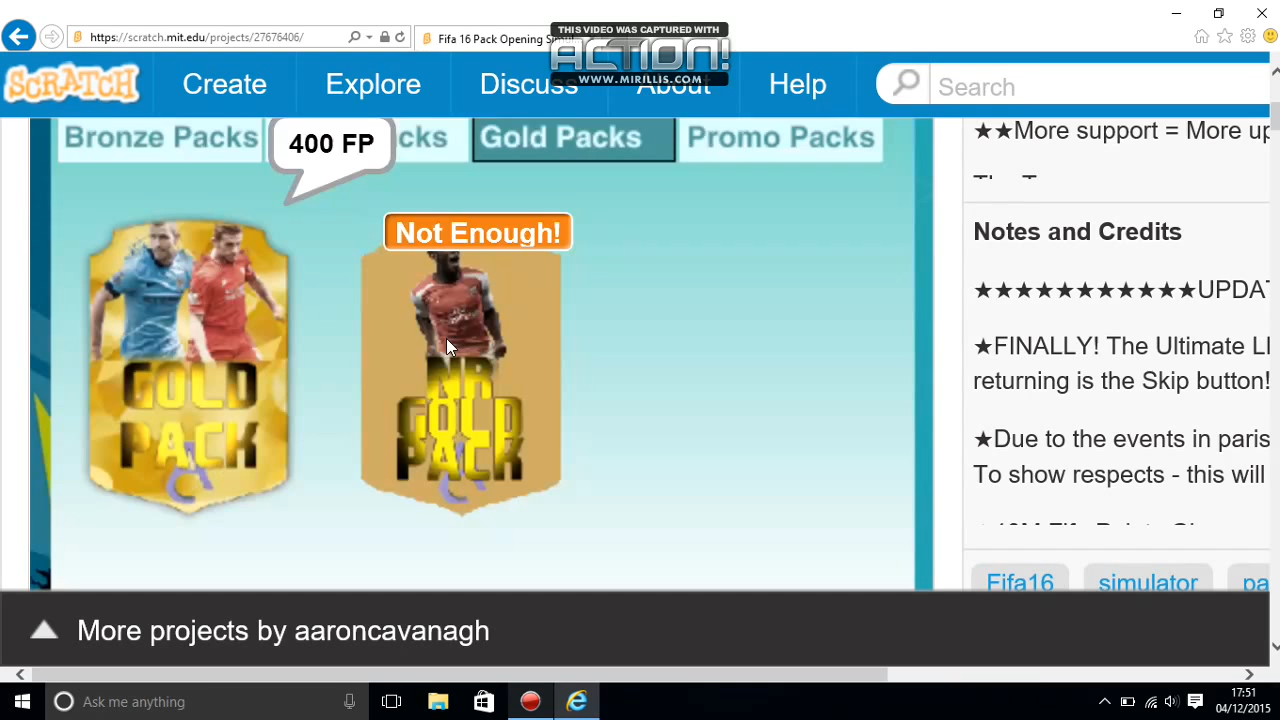 THIS VIDEO WAS CAPTURED WITH
ACTION!
WWW.MIRILLIS.COM
https://scratch.mit.edu/projects/27676406/
Fifa 16 Pack Opening
SCRATCH
Create
Explore
Discuss
About
Help
Search
Bronze Packs
cks
Gold Packs
Promo Packs
400 FP
Not Enough!
GOLD
PACK
NR
GOLD
PACK
★★More support = More up
Notes and Credits
★★★★★★★★★★★UPDA
★FINALLY! The Ultimate LI
returning is the Skip button!
★Due to the events in paris
To show respects - this will
Fifa16
simulator
pa
More projects by aaroncavanagh
Ask me anything
17:51
04/12/2015